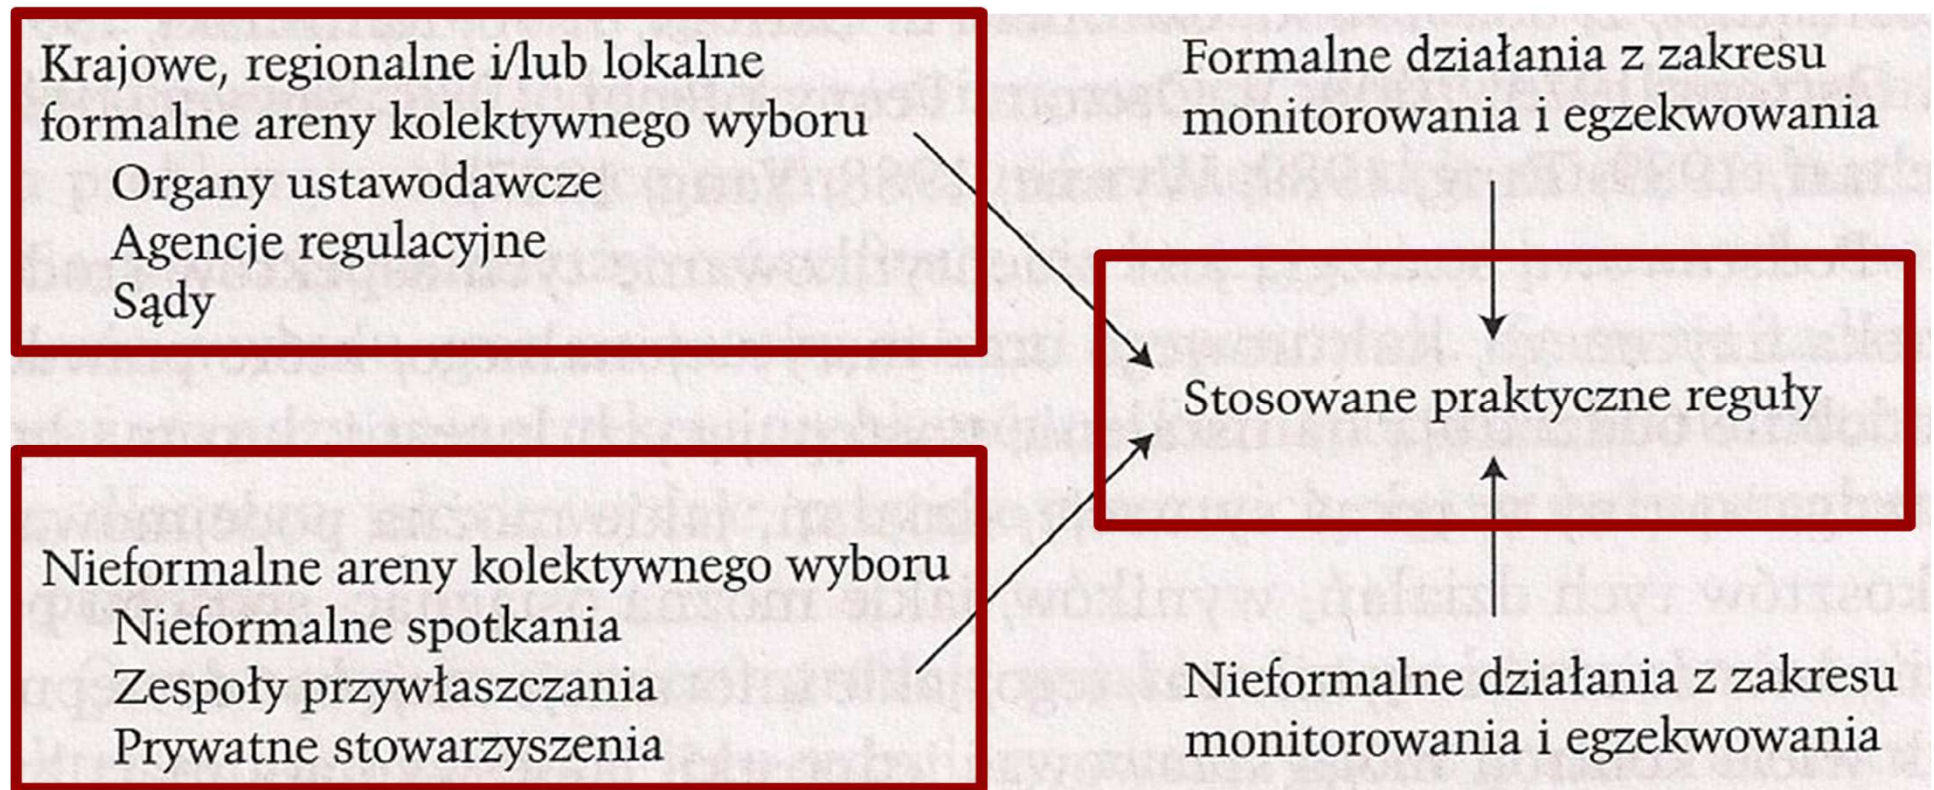 Krajowe, regionalne i/lub lokalne
formalne areny kolektywnego wyboru
Organy ustawodawcze
Agencje regulacyjne
Sądy
Formalne działania z zakresu
monitorowania i egzekwowania
Stosowane praktyczne reguły
Nieformalne areny kolektywnego wyboru
Nieformalne spotkania
Zespoły przywłaszczania
Prywatne stowarzyszenia
Nieformalne działania z zakresu
monitorowania i egzekwowania